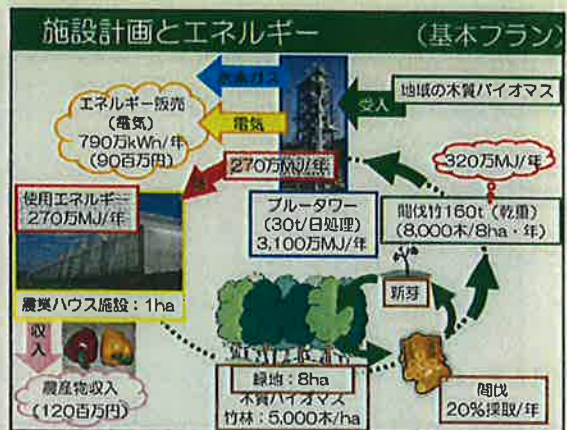 施設計画とエネルギー
(基本プラン)
水素ガス
地域の木質バイオマス
受入
エネルギー販売
(電気)
790万kWh/年
(90百万円)
電気
270万MJ/年
320万MJ/年
使用エネルギー
270万MJ/年
ブルータワー
(30t/日処理)
3,100万MJ/年
間伐竹160t(乾重)
(8,000本/8ha・年)
新芽
農業ハウス施設:1ha
収入
農産物収入
(120百万円)
緑地:8ha
木質バイオマス
竹林:5,000本/ha
間伐
20%採取/年